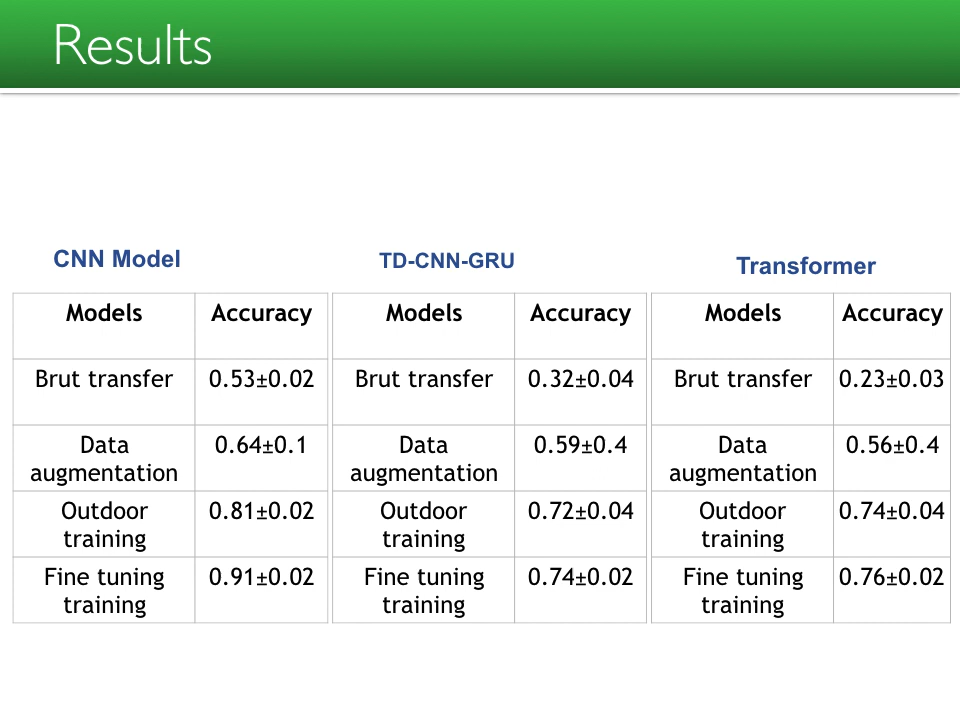 Results
CNN Model
Models Accuracy
Brut transfer 0.53±0.02
Data 0.64±0.1
augmentation
Outdoor 0.81±0.02
training
Fine tuning 0.91±0.02
training
TD-CNN-GRU
Models Accuracy
Brut transfer 0.32±0.04
Data 0.59±0.4
augmentation
Outdoor 0.72±0.04
training
Fine tuning 0.74±0.02
training
Transformer
Models Accuracy
Brut transfer 0.23±0.03
Data 0.56±0.4
augmentation
Outdoor 0.74±0.04
training
Fine tuning 0.76±0.02
training